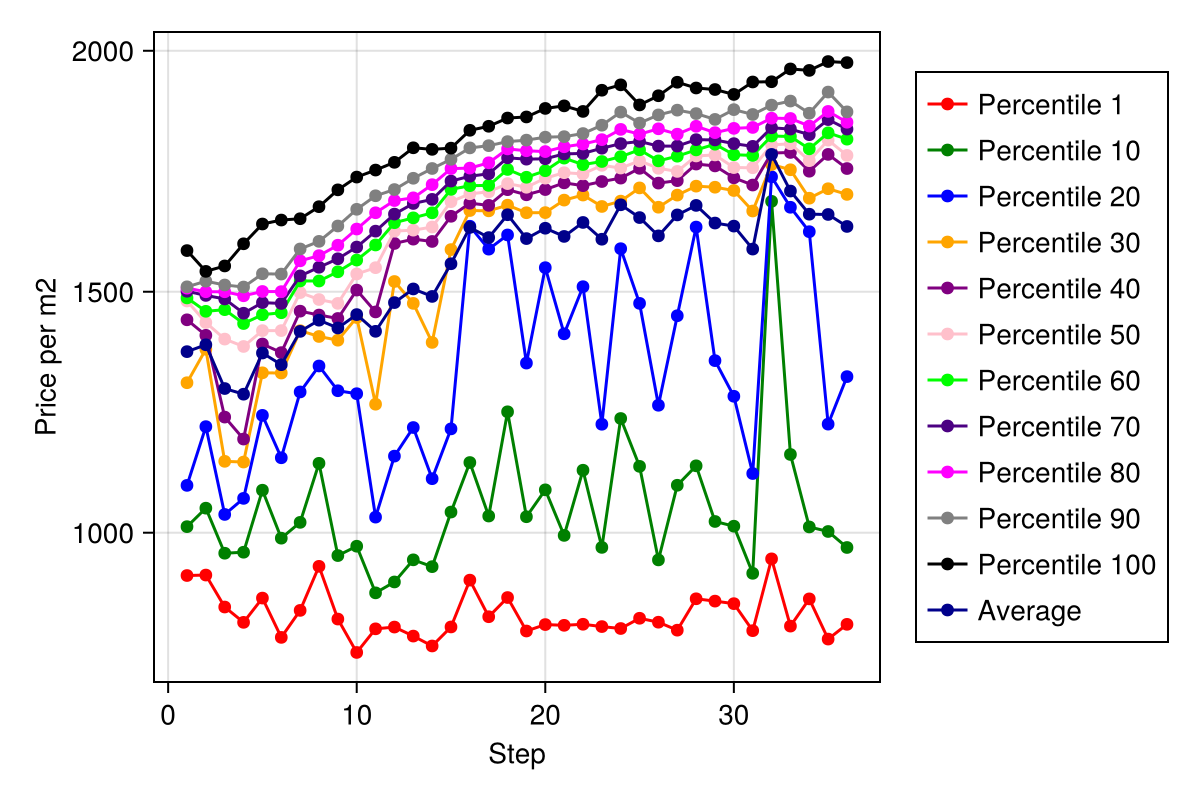 2000
1500
1000
Price per m2
0 10 20 30
Step
Percentile 1
Percentile 10
Percentile 20
Percentile 30
Percentile 40
Percentile 50
Percentile 60
Percentile 70
Percentile 80
Percentile 90
Percentile 100
Average